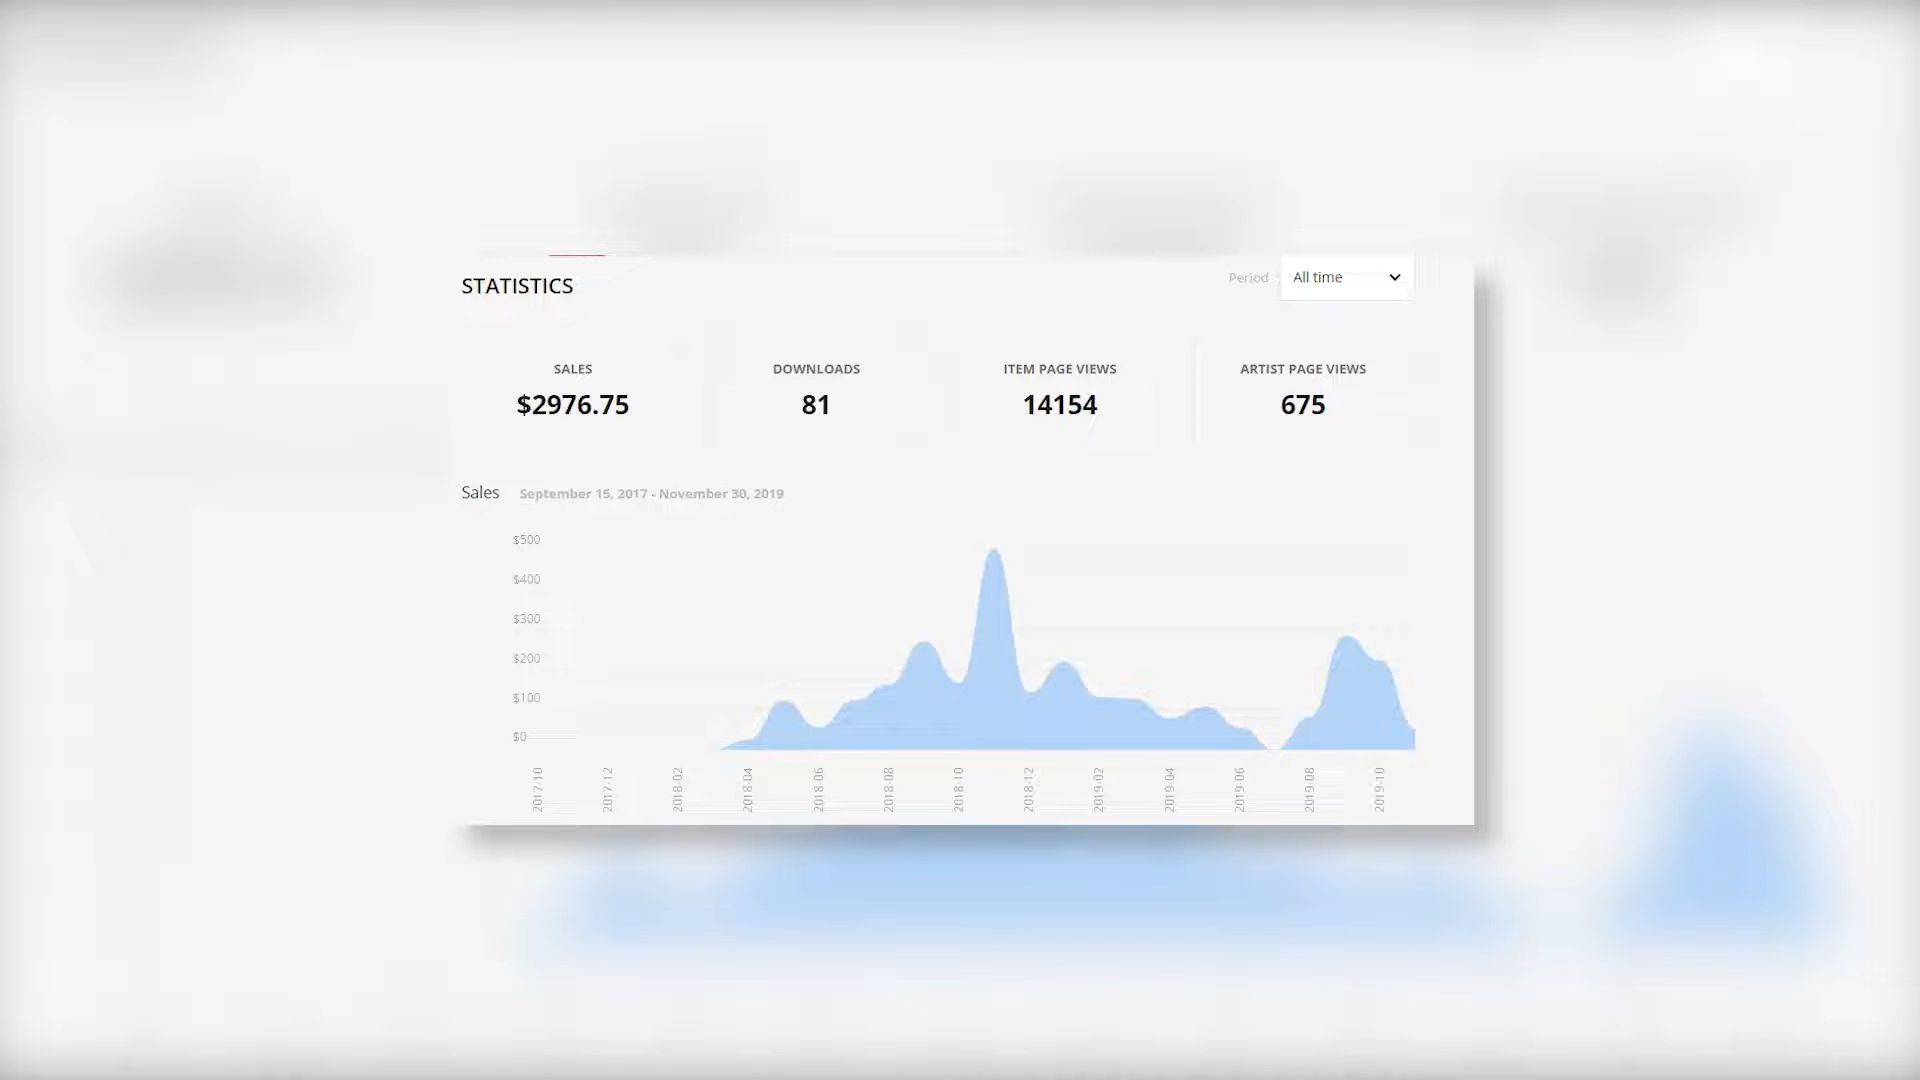 STATISTICS
Period
All time
SALES
DOWNLOADS
ITEM PAGE VIEWS
ARTIST PAGE VIEWS
$2976.75
81
14154
675
Sales
September 15, 2017 - November 30, 2019
$500
$400
$300
$200
$100
$0
2017-10
2017-12
2018-02
2018-04
2018-06
2018-08
2018-10
2018-12
2019-02
2019-04
2019-06
2019-08
2019-10